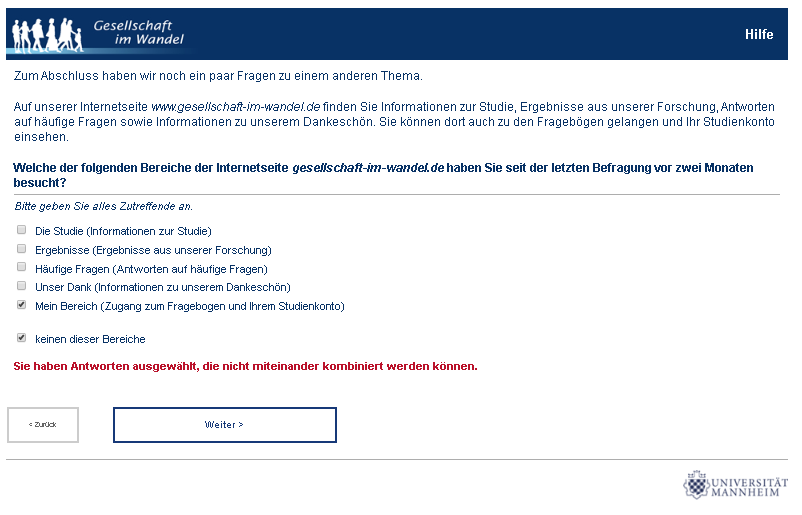 Gesellschaft
im Wandel
Hilfe
Zum Abschluss haben wir noch ein paar Fragen zu einem anderen Thema.
Auf unserer Internetseite www.gesellschaft-im-wandel.de finden Sie Informationen zur Studie, Ergebnisse aus unserer Forschung, Antworten
auf häufige Fragen sowie Informationen zu unserem Dankeschön. Sie können dort auch zu den Fragebögen gelangen und Ihr Studienkonto
einsehen.
Welche der folgenden Bereiche der Internetseite gesellschaft-im-wandel.de haben Sie seit der letzten Befragung vor zwei Monaten
besucht?
Bitte geben Sie alles Zutreffende an.
Die Studie (Informationen zur Studie)
Ergebnisse (Ergebnisse aus unserer Forschung)
Häufige Fragen (Antworten auf häufige Fragen)
Unser Dank (Informationen zu unserem Dankeschön)
Mein Bereich (Zugang zum Fragebogen und Ihrem Studienkonto)
keinen dieser Bereiche
Sie haben Antworten ausgewählt, die nicht miteinander kombiniert werden können.
< Zurück
Weiter >
UNIVERSITÄT
MANNHEIM